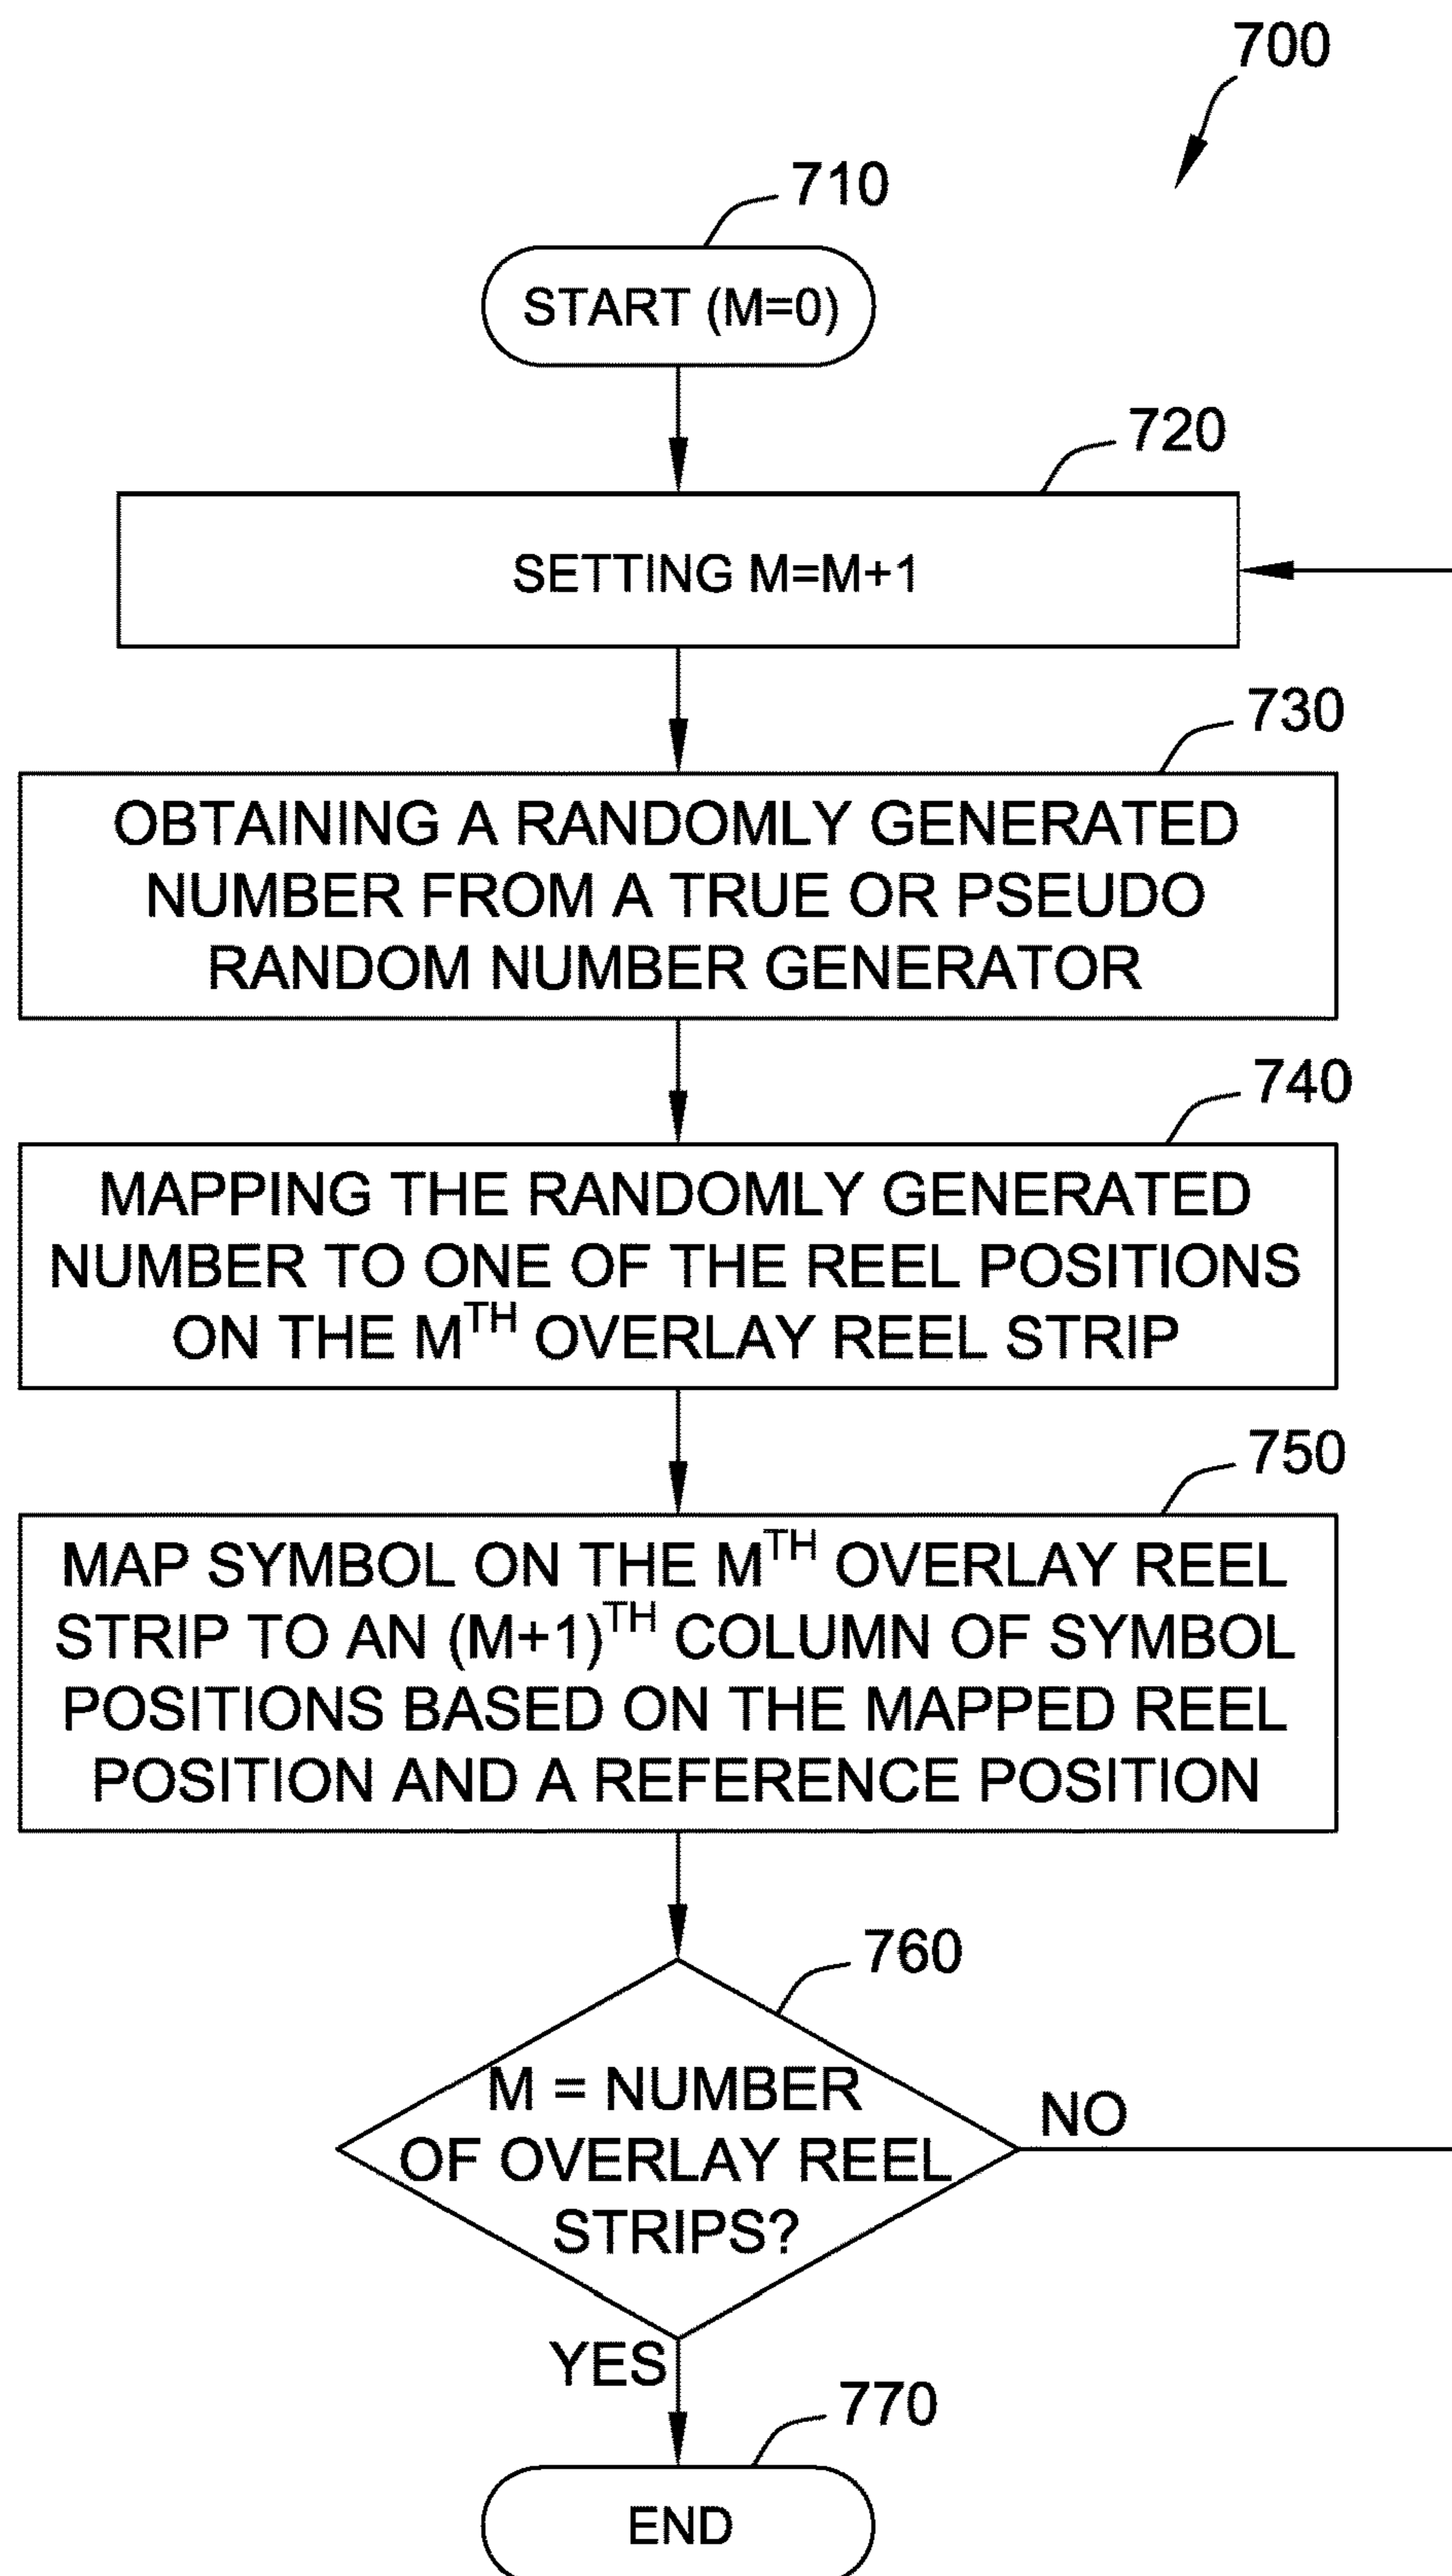 700
710
START (M=0)
720
SETTING M=M+1
730
OBTAINING A RANDOMLY GENERATED
NUMBER FROM A TRUE OR PSEUDO
RANDOM NUMBER GENERATOR
740
MAPPING THE RANDOMLY GENERATED
NUMBER TO ONE OF THE REEL POSITIONS
ON THE Mᵀᴴ OVERLAY REEL STRIP
750
MAP SYMBOL ON THE Mᵀᴴ OVERLAY REEL
STRIP TO AN (M+1)ᵀᴴ COLUMN OF SYMBOL
POSITIONS BASED ON THE MAPPED REEL
POSITION AND A REFERENCE POSITION
760
M = NUMBER
OF OVERLAY REEL
STRIPS?
NO
YES
770
END